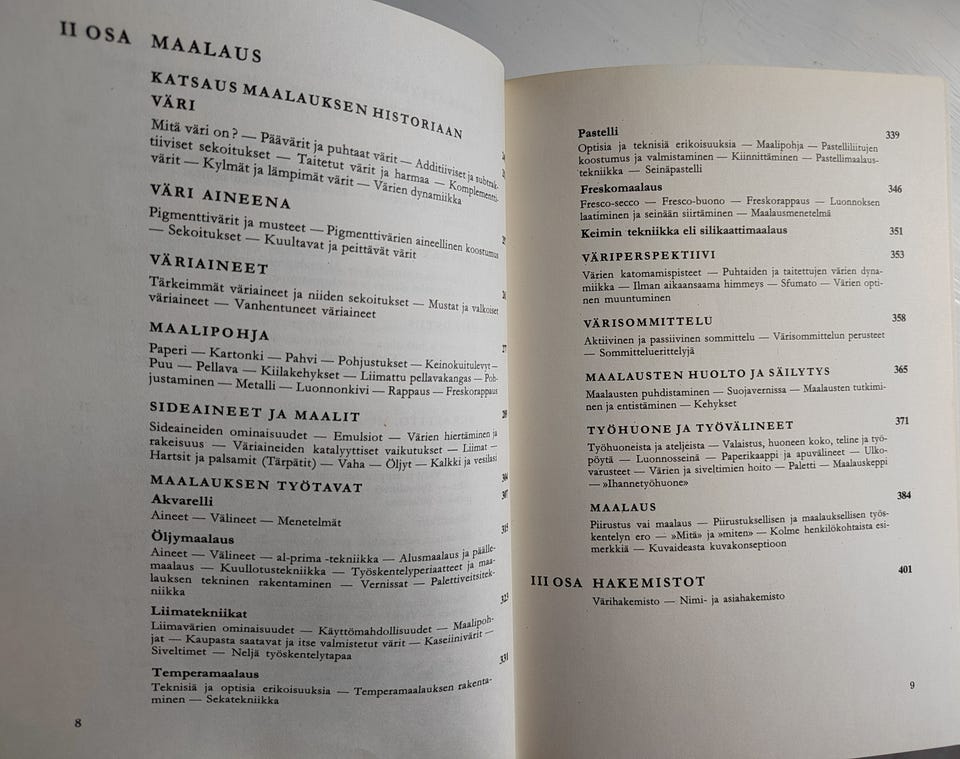 II OSA MAALAUS
KATSAUS MAALAUKSEN HISTORIAAN
VÄRI
Mitä väri on? — Päävärit ja puhtaat värit — Additiiviset ja subtrak-
tiiviset sekoitukset — Taitetut värit ja harmaa — Komplementti-
värit — Kylmät ja lämpimät värit — Värien dynamiikka
VÄRI AINEENA
Pigmenttivärit ja musteet — Pigmenttivärien aineellinen koostumus
— Sekoitukset — Kuultavat ja peittävät värit
VÄRIAINEET
Tärkeimmät väriaineet ja niiden sekoitukset — Mustat ja valkoiset
väriaineet — Vanhentuneet väriaineet
MAALIPOHJA
Paperi — Kartonki — Pahvi — Pohjustukset — Keinokuitulevyt —
Puu — Pellava — Kiilakehykset — Liimattu pellavakangas — Poh-
justaminen — Metalli — Luonnonkivi — Rappaus — Freskorappaus
SIDEAINEET JA MAALIT
Sideaineiden ominaisuudet — Emulsiot — Värien hiertäminen ja
rakeisuus — Väriaineiden katalyyttiset vaikutukset — Liimat —
Hartsit ja palsamit (Tärpätit) — Vaha — Öljyt — Kalkki ja vesilasi
MAALAUKSEN TYÖTAVAT
Akvarelli 307
Aineet — Välineet — Menetelmät
Öljymaalaus 315
Aineet — Välineet — al-prima -tekniikka — Alusmaalaus ja päälle-
maalaus — Kuullotustekniikka — Työskentelyperiaatteet ja maa-
lauksen tekninen rakentaminen — Vernissat — Palettiveitsitek-
niikka
Liimatekniikat 323
Liimavärien ominaisuudet — Käyttömahdollisuudet — Maalipoh-
jat — Kaupasta saatavat ja itse valmistetut värit — Kaseiinivärit —
Siveltimet — Neljä työskentelytapaa
Temperamaalaus 331
Teknisiä ja optisia erikoisuuksia — Temperamaalauksen rakenta-
minen — Sekatekniikka
8
Pastelli 339
Optisia ja teknisiä erikoisuuksia — Maalipohja — Pastelliliitujen
koostumus ja valmistaminen — Kiinnittäminen — Pastellimaalaus-
tekniikka — Seinäpastelli
Freskomaalaus 346
Fresco-secco — Fresco-buono — Freskorappaus — Luonnoksen
laatiminen ja seinään siirtäminen — Maalausmenetelmä
Keimin tekniikka eli silikaattimaalaus 351
VÄRIPERSPEKTIIVI 353
Värien katomamispisteet — Puhtaiden ja taitettujen värien dyna-
miikka — Ilman aikaansaama himmeys — Sfumato — Värien opti-
nen muuntuminen
VÄRISOMMITTELU 358
Aktiivinen ja passiivinen sommittelu — Värisommittelun perusteet
— Sommitteluerittelyjä
MAALAUSTEN HUOLTO JA SÄILYTYS 365
Maalausten puhdistaminen — Suojavernissa — Maalausten tutkimi-
nen ja entistäminen — Kehykset
TYÖHUONE JA TYÖVÄLINEET 371
Työhuoneista ja ateljeista — Valaistus, huoneen koko, teline ja työ-
pöytä — Luonnosseinä — Paperikaappi ja apuvälineet — Ulko-
varusteet — Värien ja siveltimien hoito — Paletti — Maalauskeppi
— »Ihannetyöhuone»
MAALAUS 384
Piirustus vai maalaus — Piirustuksellisen ja maalauksellisen työs-
kentelyn ero — »Mitä» ja »miten» — Kolme henkilökohtaista esi-
merkkiä — Kuvaideasta kuvakonseptioon
III OSA HAKEMISTOT 401
Värihakemisto — Nimi- ja asiahakemisto
9